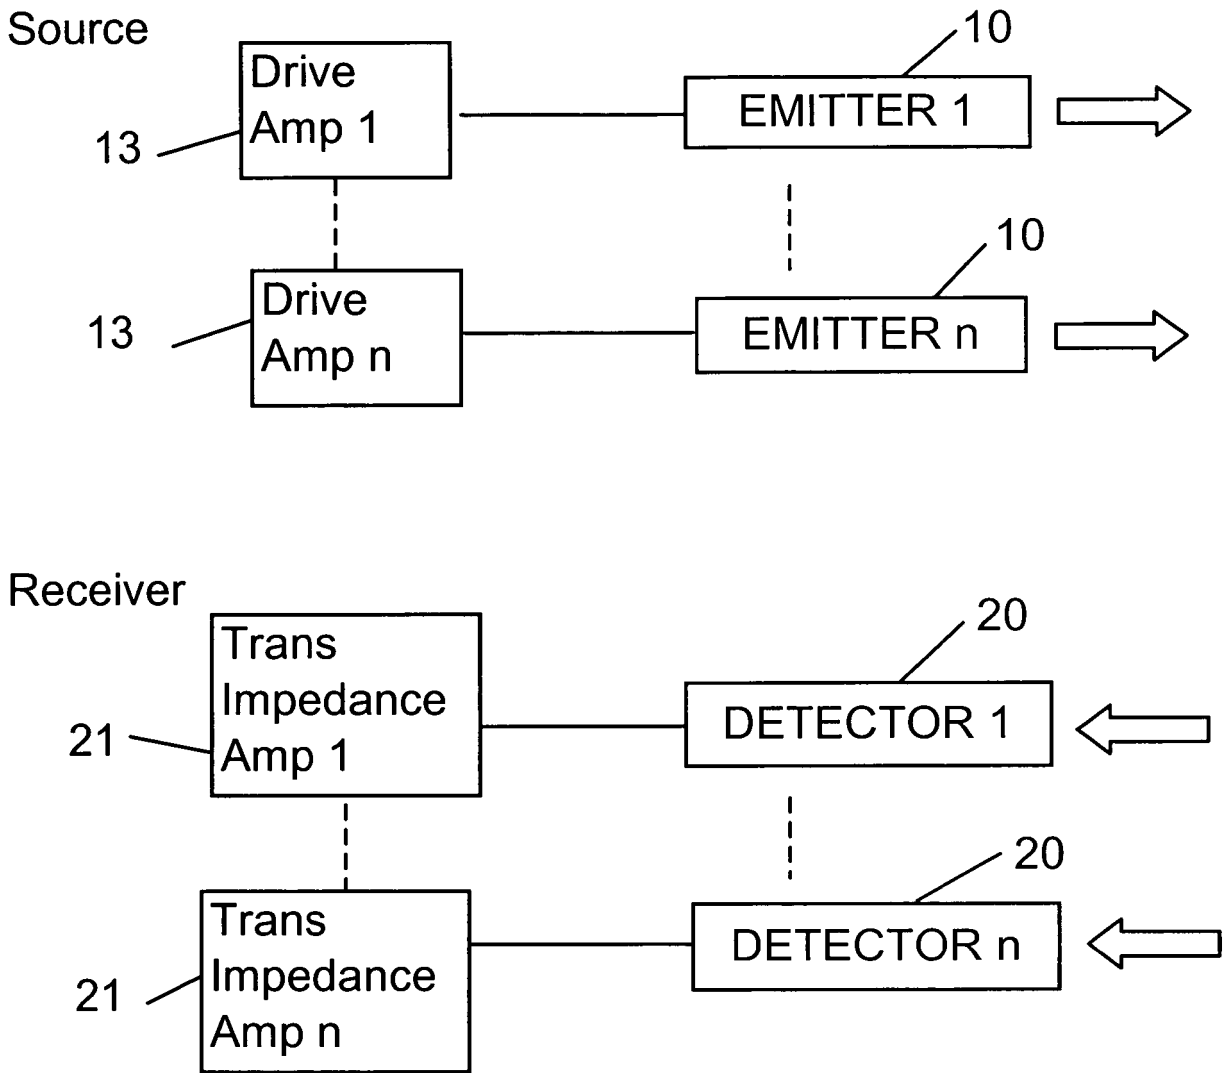 Source
10
Drive
Amp 1
EMITTER 1
13
10
Drive
Amp n
EMITTER n
13
Receiver
20
Trans
Impedance
Amp 1
DETECTOR 1
21
20
Trans
Impedance
Amp n
DETECTOR n
21